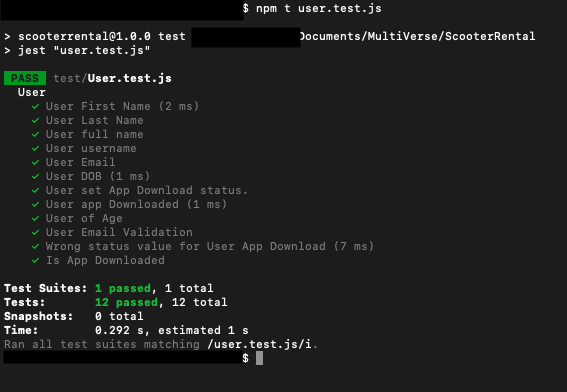 $ npm t user.test.js
> scooterrental@1.0.0 test Documents/MultiVerse/ScooterRental
> jest "user.test.js"
PASS test/User.test.js
User
✓ User First Name (2 ms)
✓ User Last Name
✓ User full name
✓ User username
✓ User Email
✓ User DOB (1 ms)
✓ User set App Download status.
✓ User app Downloaded (1 ms)
✓ User of Age
✓ User Email Validation
✓ Wrong status value for User App Download (7 ms)
✓ Is App Downloaded
Test Suites: 1 passed, 1 total
Tests: 12 passed, 12 total
Snapshots: 0 total
Time: 0.292 s, estimated 1 s
Ran all test suites matching /user.test.js/i.
$